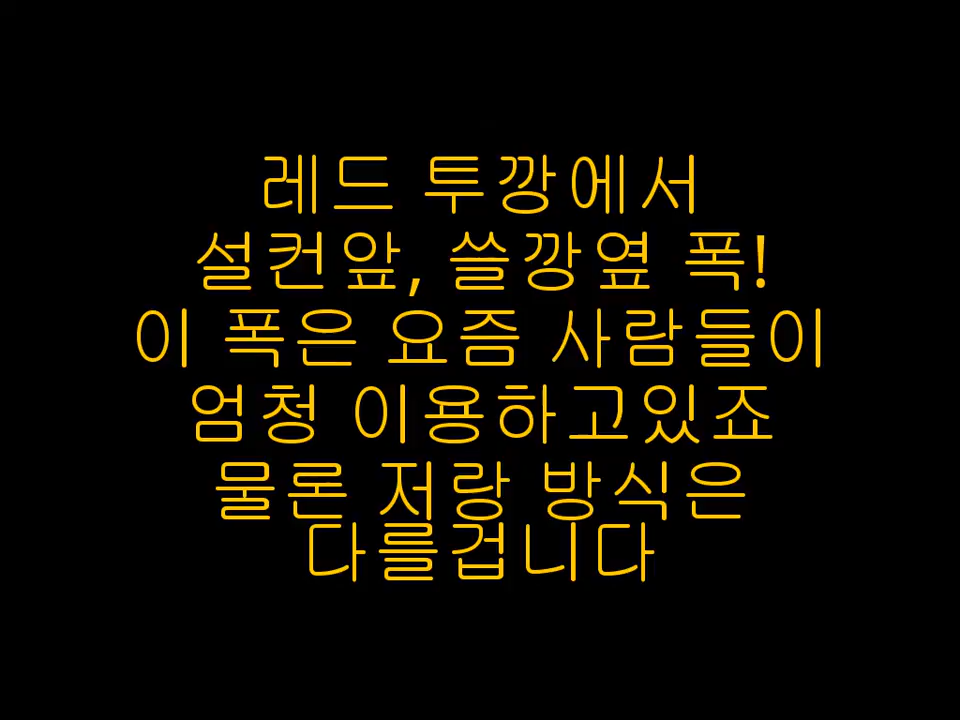 레드 투깡에서
설컨앞, 쓸깡옆 폭!
이 폭은 요즘 사람들이
엄청 이용하고있죠
물론 저랑 방식은
다를겁니다